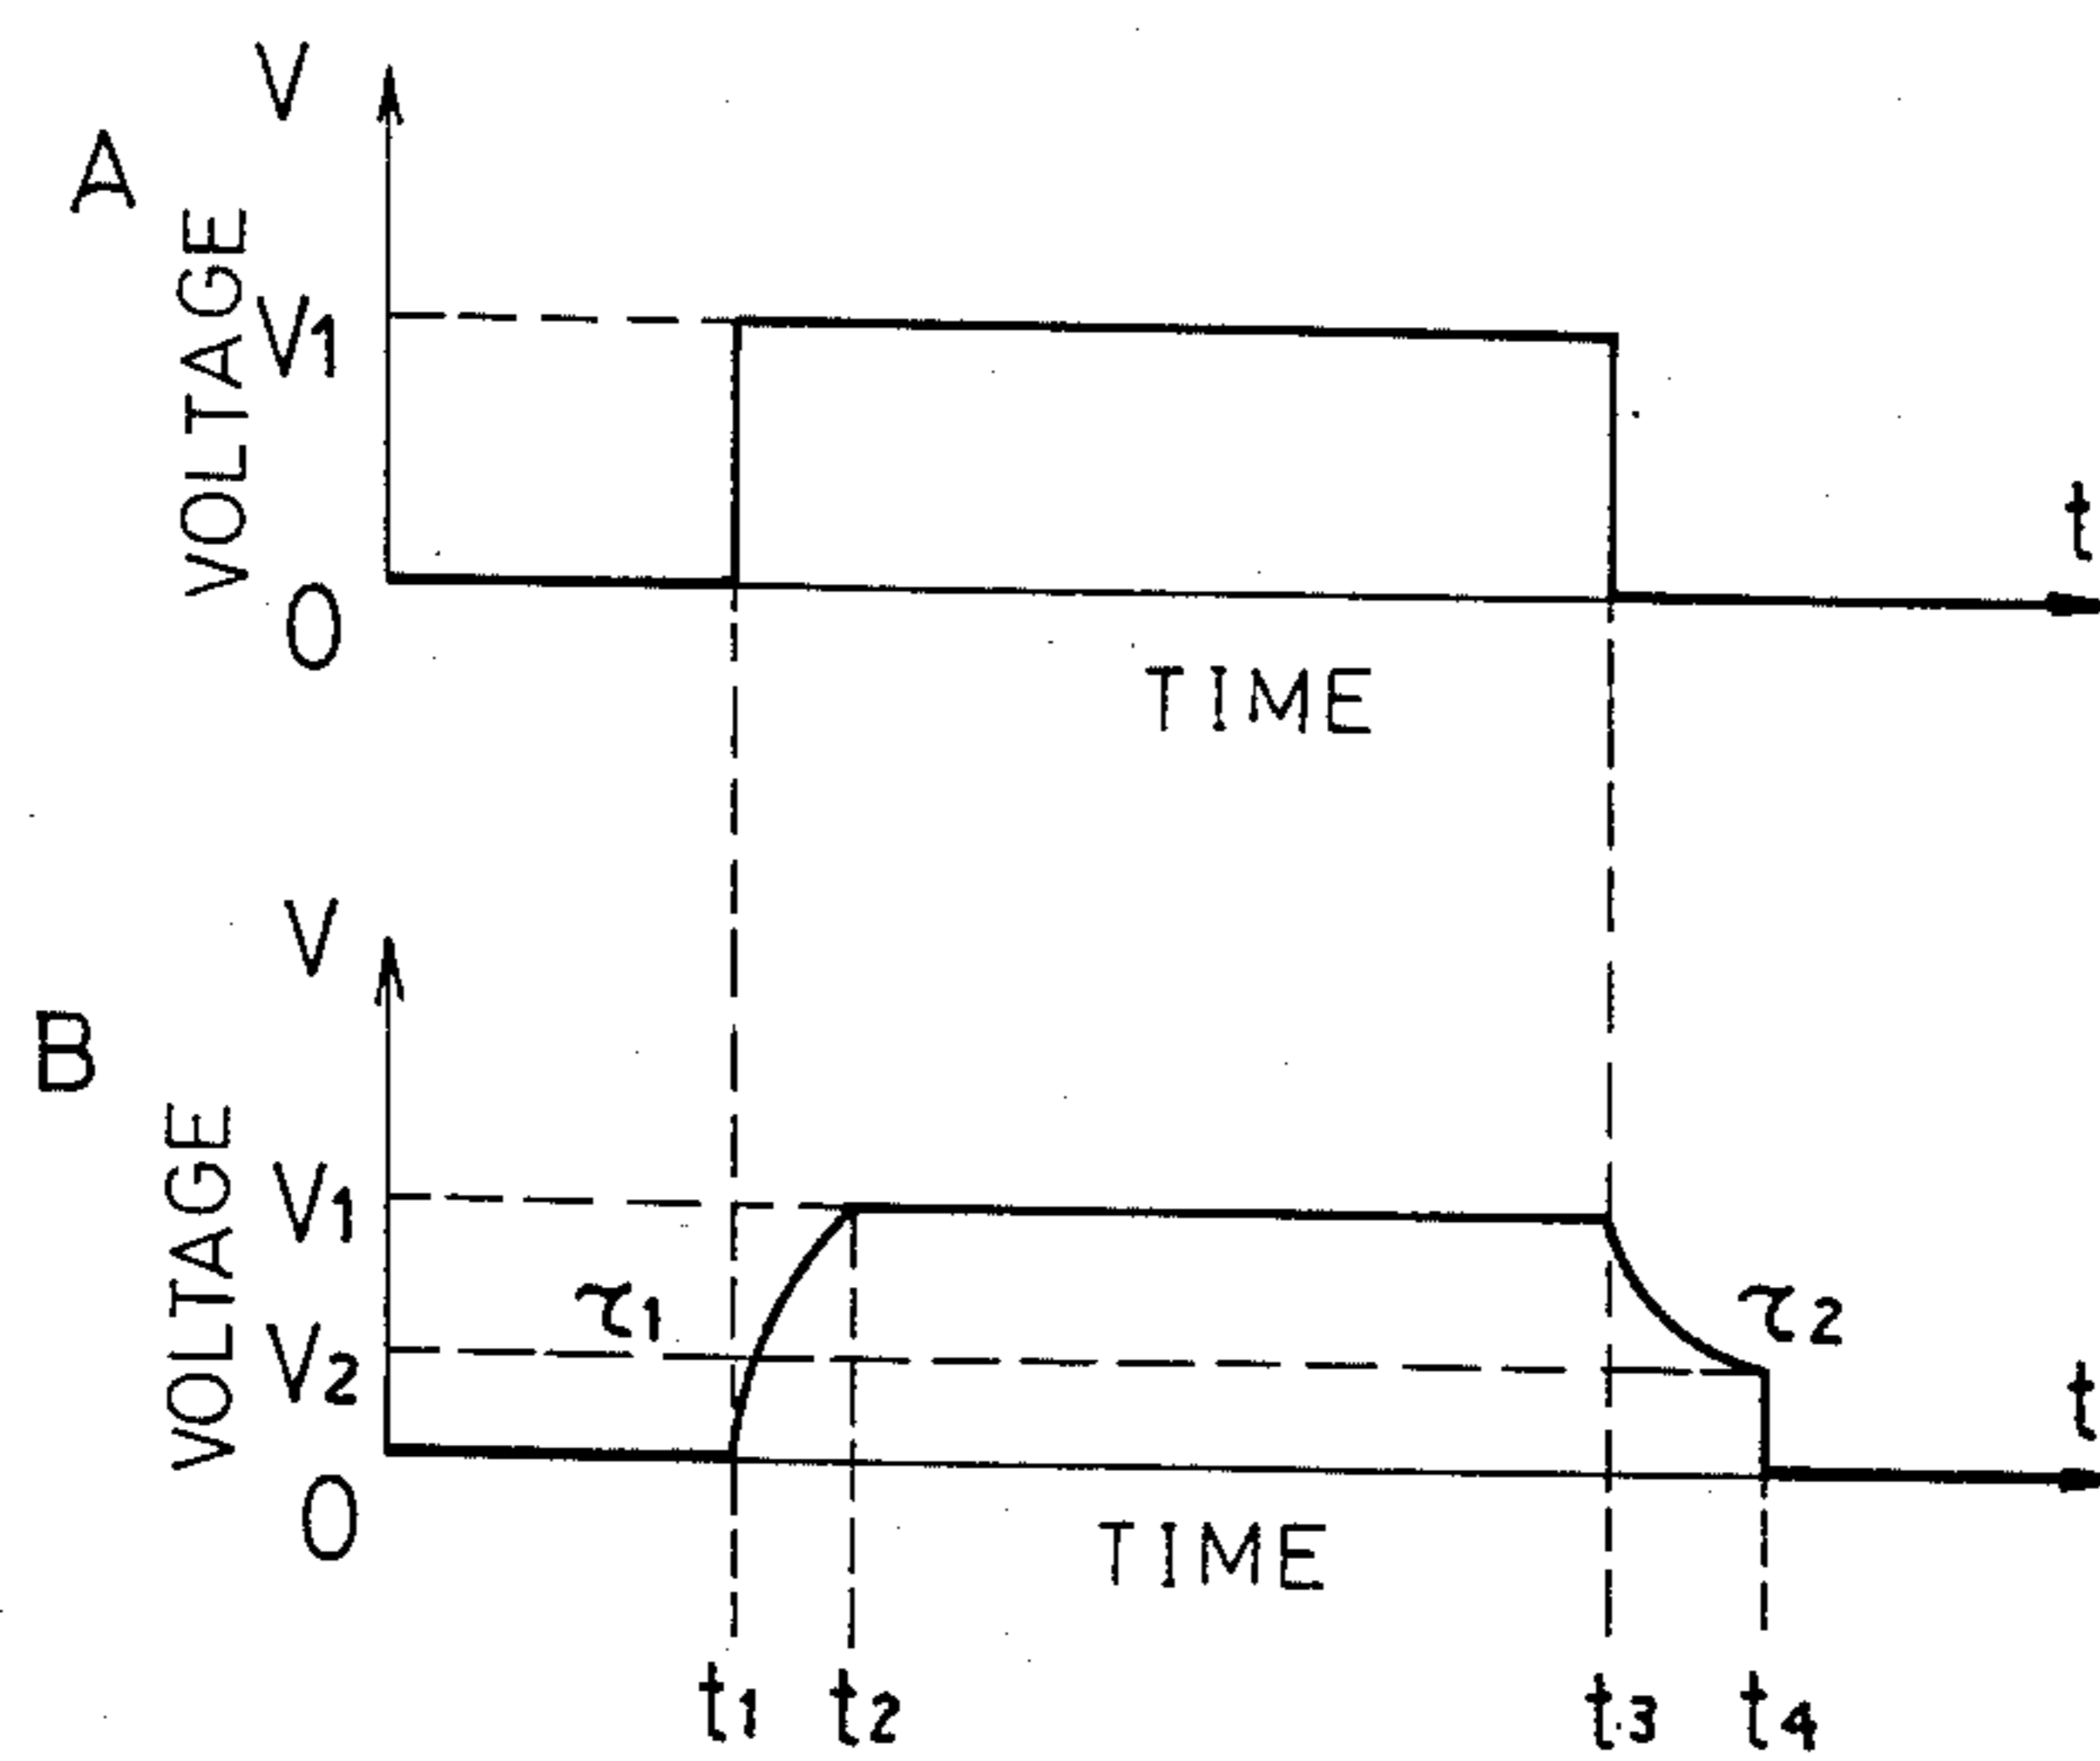 V
A
VOLTAGE
V1
t
0
TIME
V
B
VOLTAGE
V1
τ1
τ2
V2
t
0
TIME
t1 t2 t3 t4